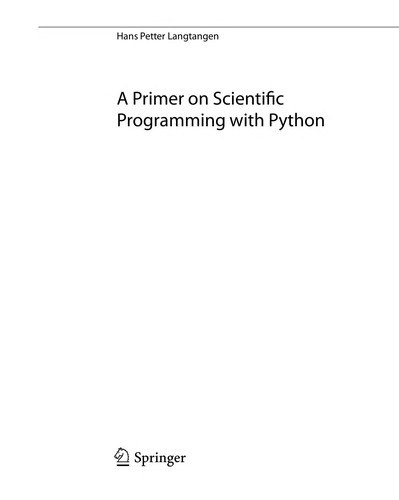 Hans Petter Langtangen
A Primer on Scientific
Programming with Python
Springer